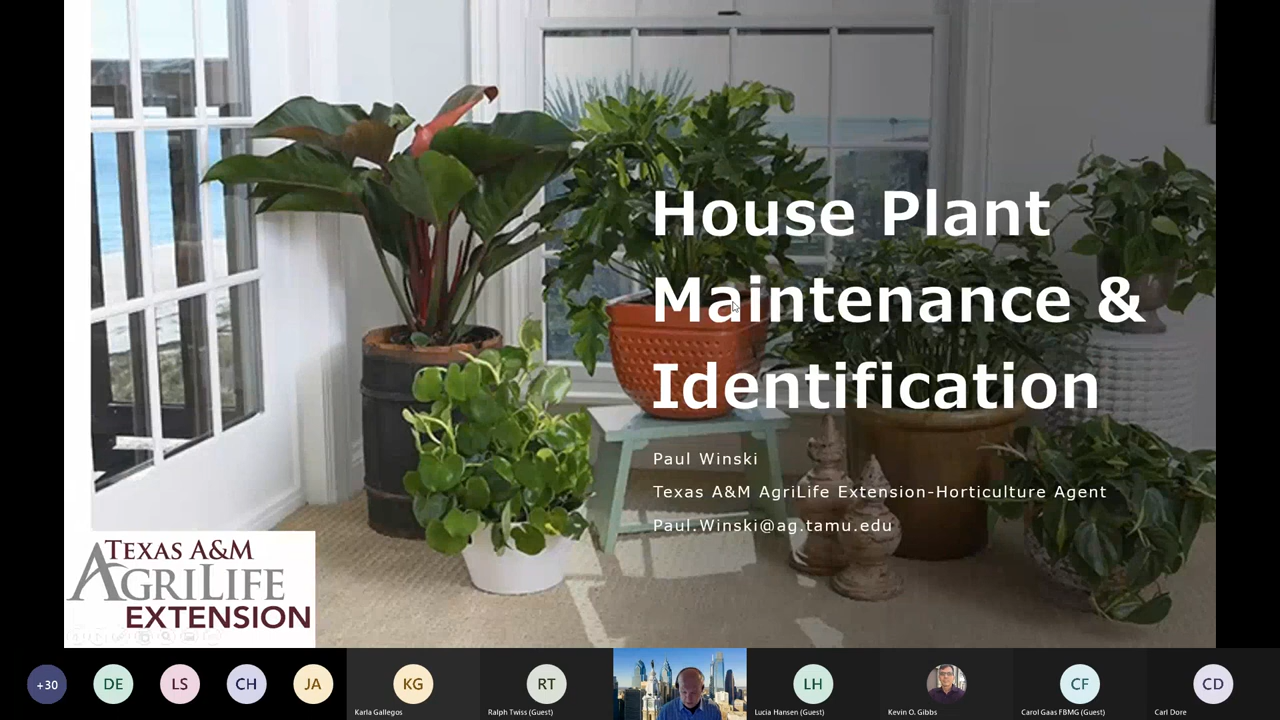 House Plant
Maintenance &
Identification
Paul Winski
Texas A&M AgriLife Extension-Horticulture Agent
Paul.Winski@ag.tamu.edu
TEXAS A&M
AGRILIFE
EXTENSION
+30
DE
LS
CH
JA
KG
Karla Gallegos
RT
Ralph Twiss (Guest)
LH
Lucia Hansen (Guest)
Kevin O. Gibbs
CF
Carol Gaas FBMG (Guest)
CD
Carl Dore